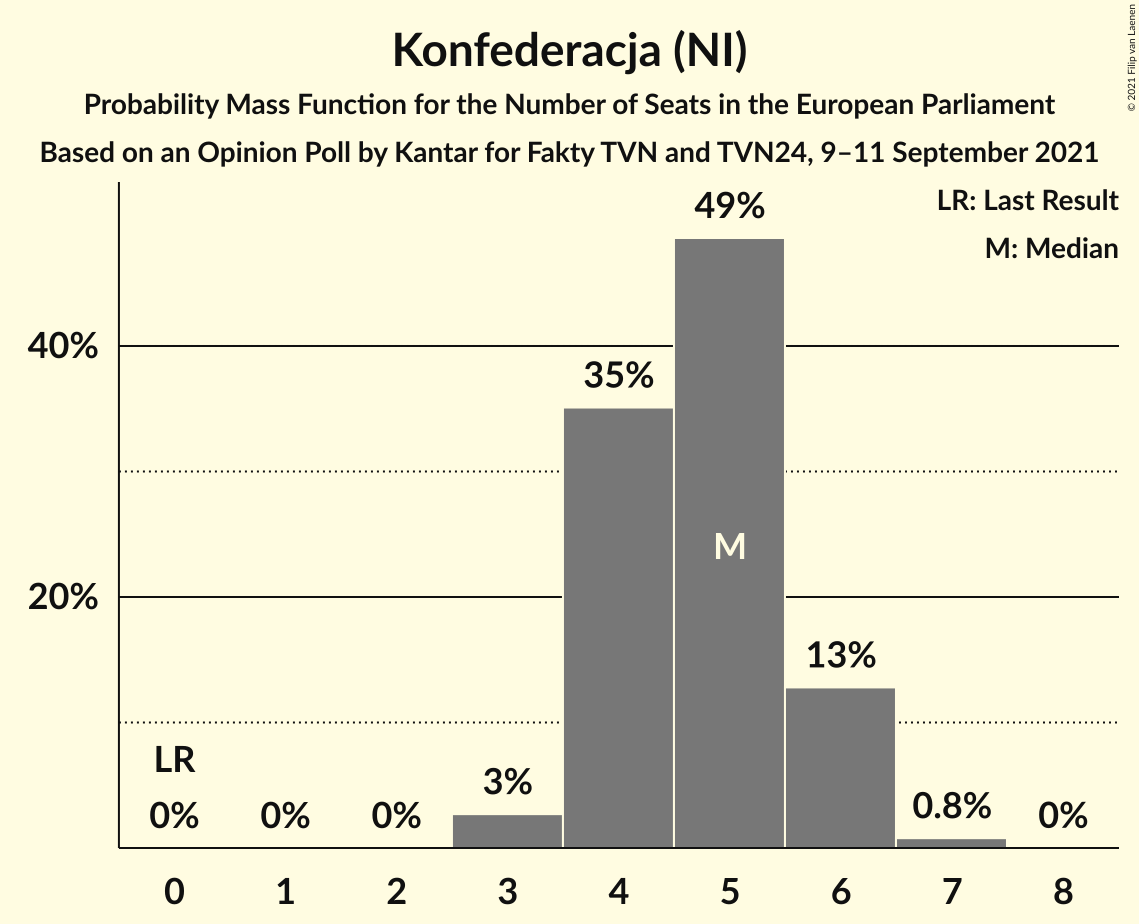 Konfederacja (NI)
Probability Mass Function for the Number of Seats in the European Parliament
Based on an Opinion Poll by Kantar for Fakty TVN and TVN24, 9–11 September 2021
© 2021 Filip van Laenen
LR: Last Result
M: Median
49%
40%
35%
M
20%
13%
LR
3%
0.8%
0%
0%
0%
0%
0
1
2
3
4
5
6
7
8